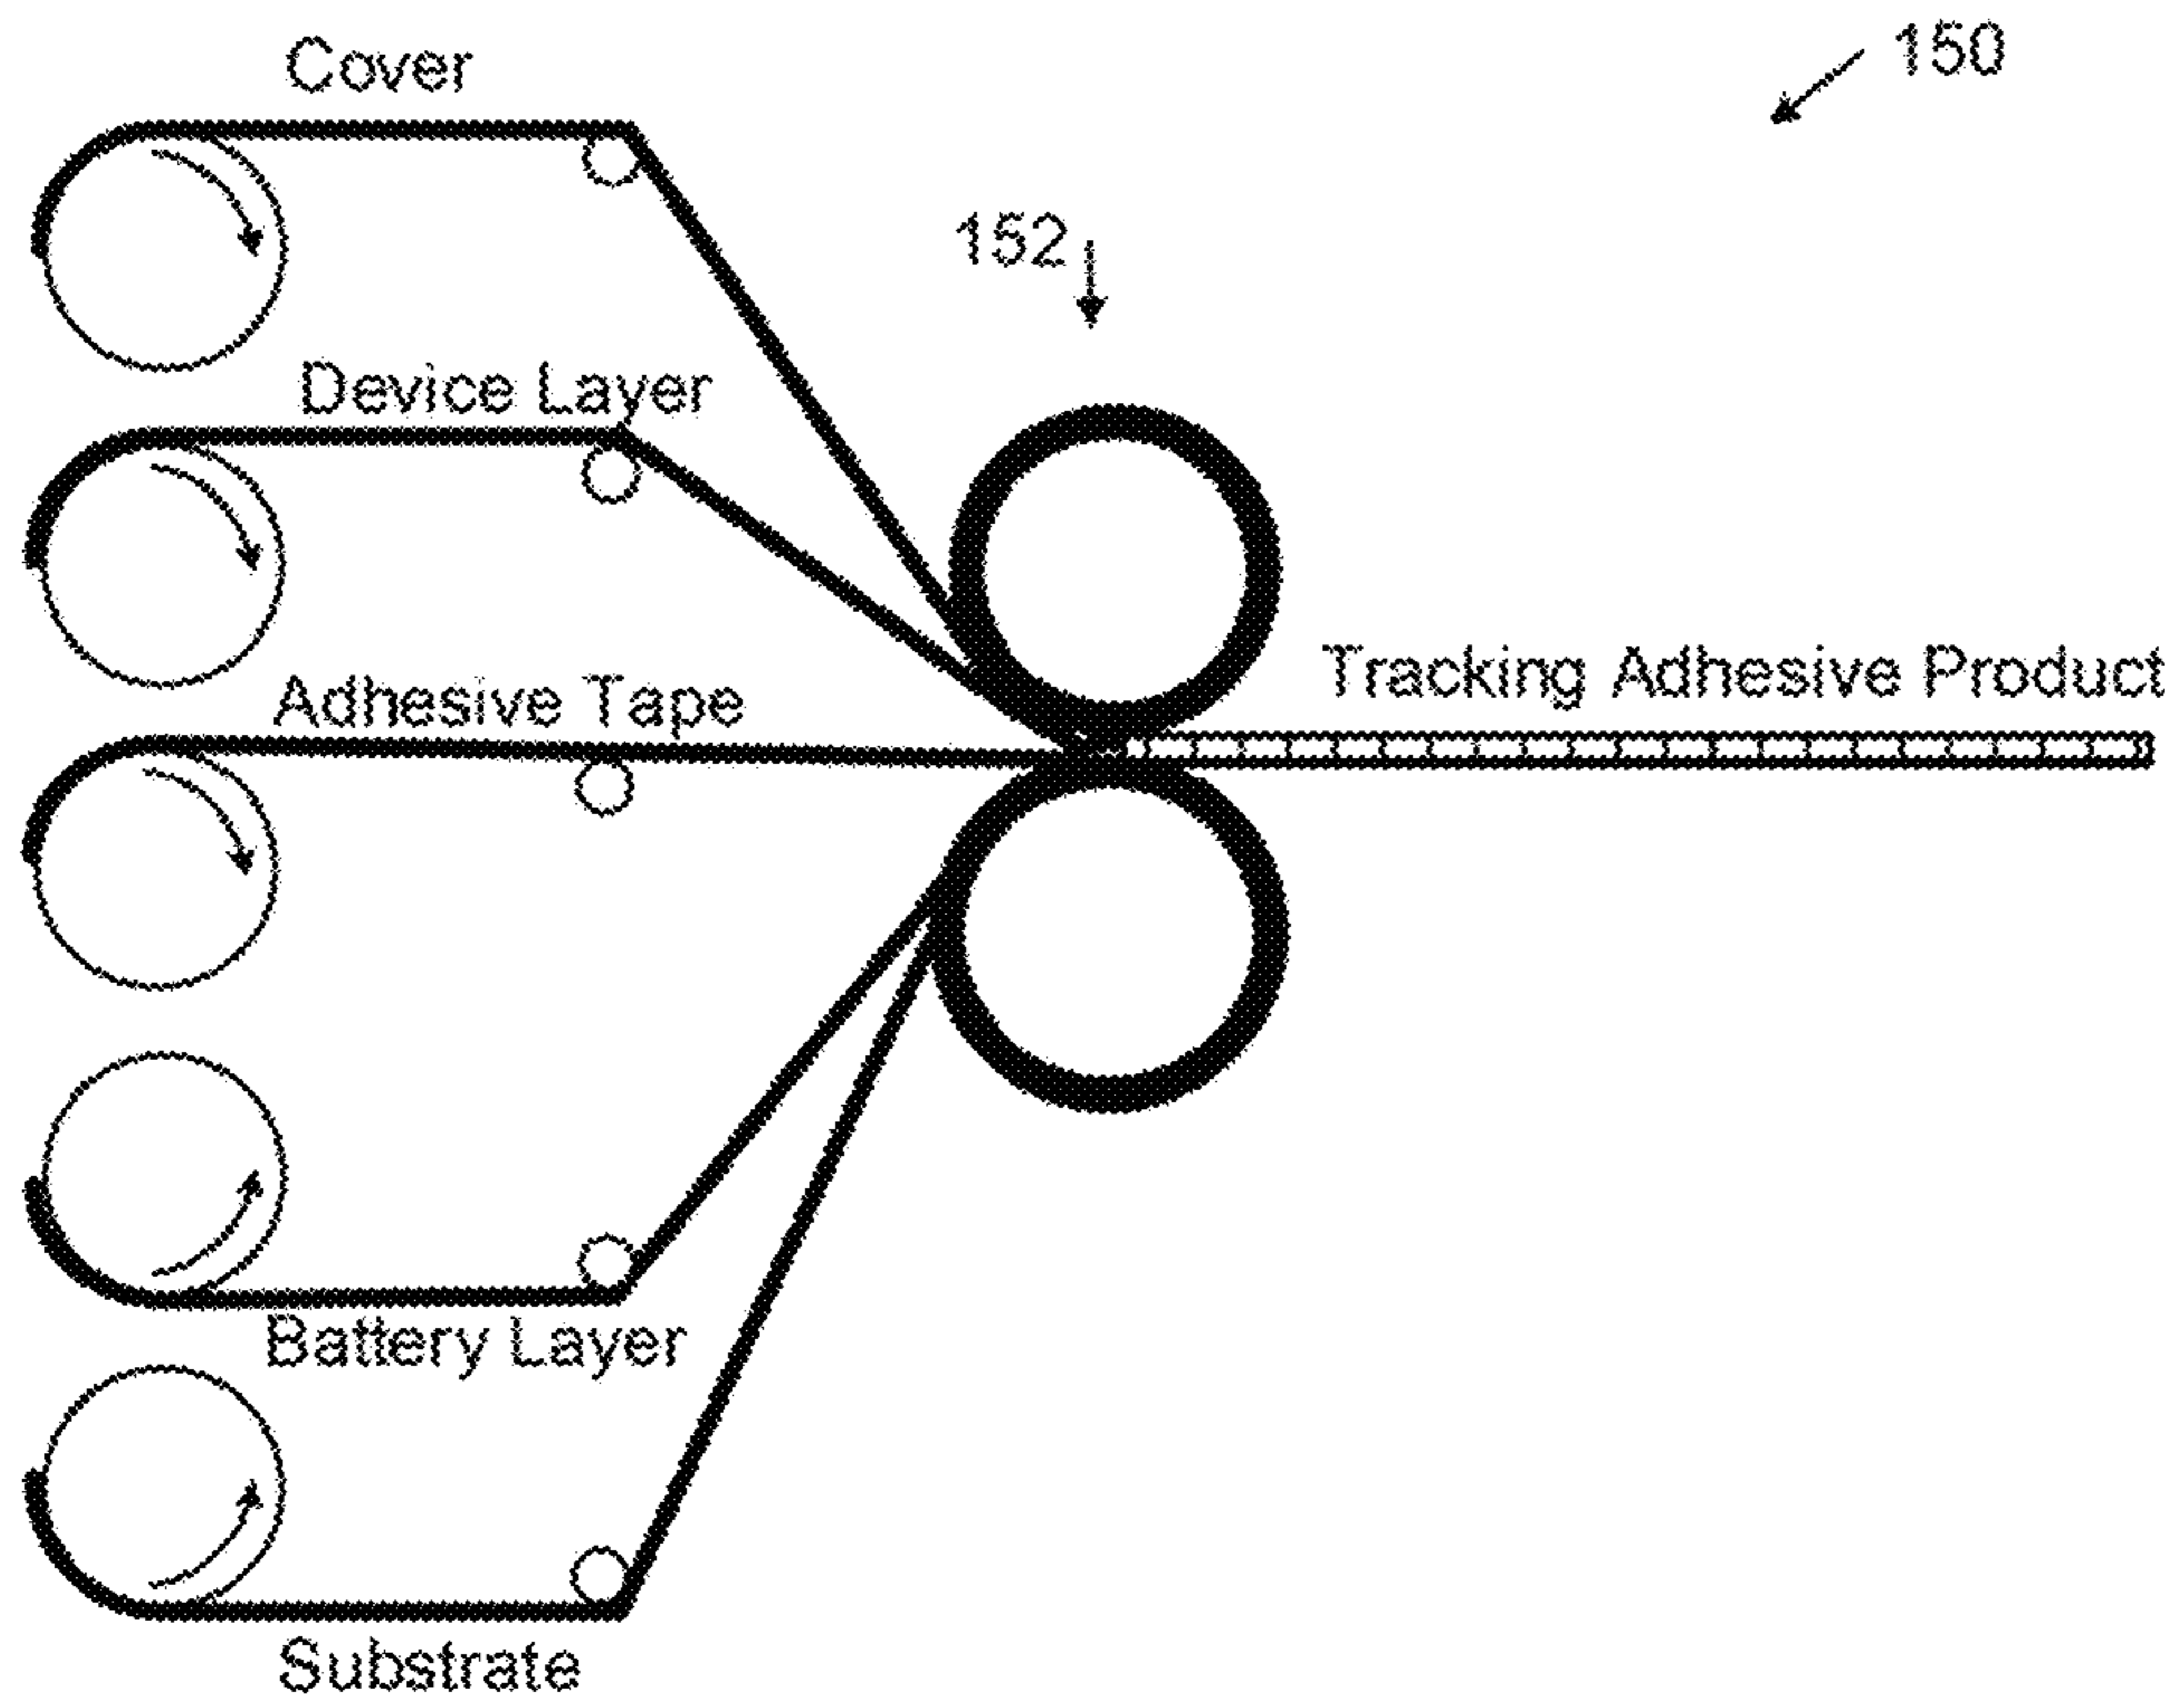 Cover
150
152
Device Layer
Tracking Adhesive Product
Adhesive Tape
Battery Layer
Substrate